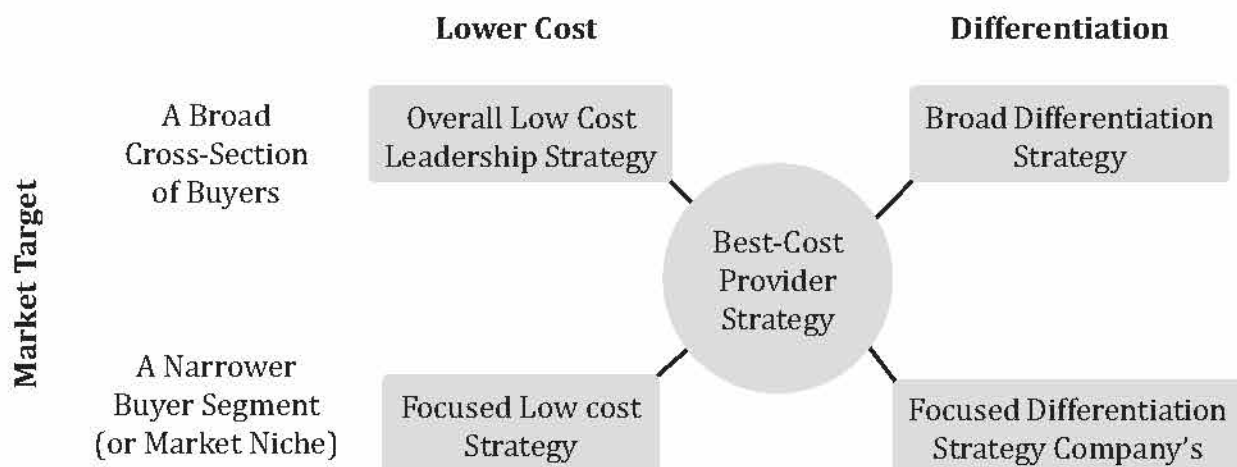 Lower Cost
Differentiation
Market Target
A Broad
Cross-Section
of Buyers
Overall Low Cost
Leadership Strategy
Broad Differentiation
Strategy
Best-Cost
Provider
Strategy
A Narrower
Buyer Segment
(or Market Niche)
Focused Low cost
Strategy
Focused Differentiation
Strategy Company's